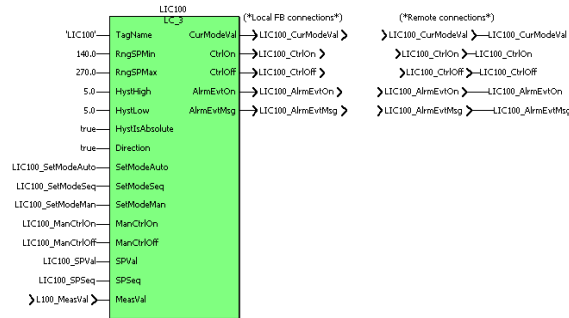 LIC100
LC_3
(*Local FB connections*)
(*Remote connections*)
'LIC100' TagName CurModeVal LIC100_CurModeVal LIC100_CurModeVal LIC100_CurModeVal
140.0 RngSPMin CtrlOn LIC100_CtrlOn LIC100_CtrlOn LIC100_CtrlOn
270.0 RngSPMax CtrlOff LIC100_CtrlOff LIC100_CtrlOff LIC100_CtrlOff
5.0 HystHigh AlrmEvtOn LIC100_AlrmEvtOn LIC100_AlrmEvtOn LIC100_AlrmEvtOn
5.0 HystLow AlrmEvtMsg LIC100_AlrmEvtMsg LIC100_AlrmEvtMsg LIC100_AlrmEvtMsg
true HystIsAbsolute
true Direction
LIC100_SetModeAuto SetModeAuto
LIC100_SetModeSeq SetModeSeq
LIC100_SetModeMan SetModeMan
LIC100_ManCtrlOn ManCtrlOn
LIC100_ManCtrlOff ManCtrlOff
LIC100_SPVal SPVal
LIC100_SPSeq SPSeq
L100_MeasVal MeasVal